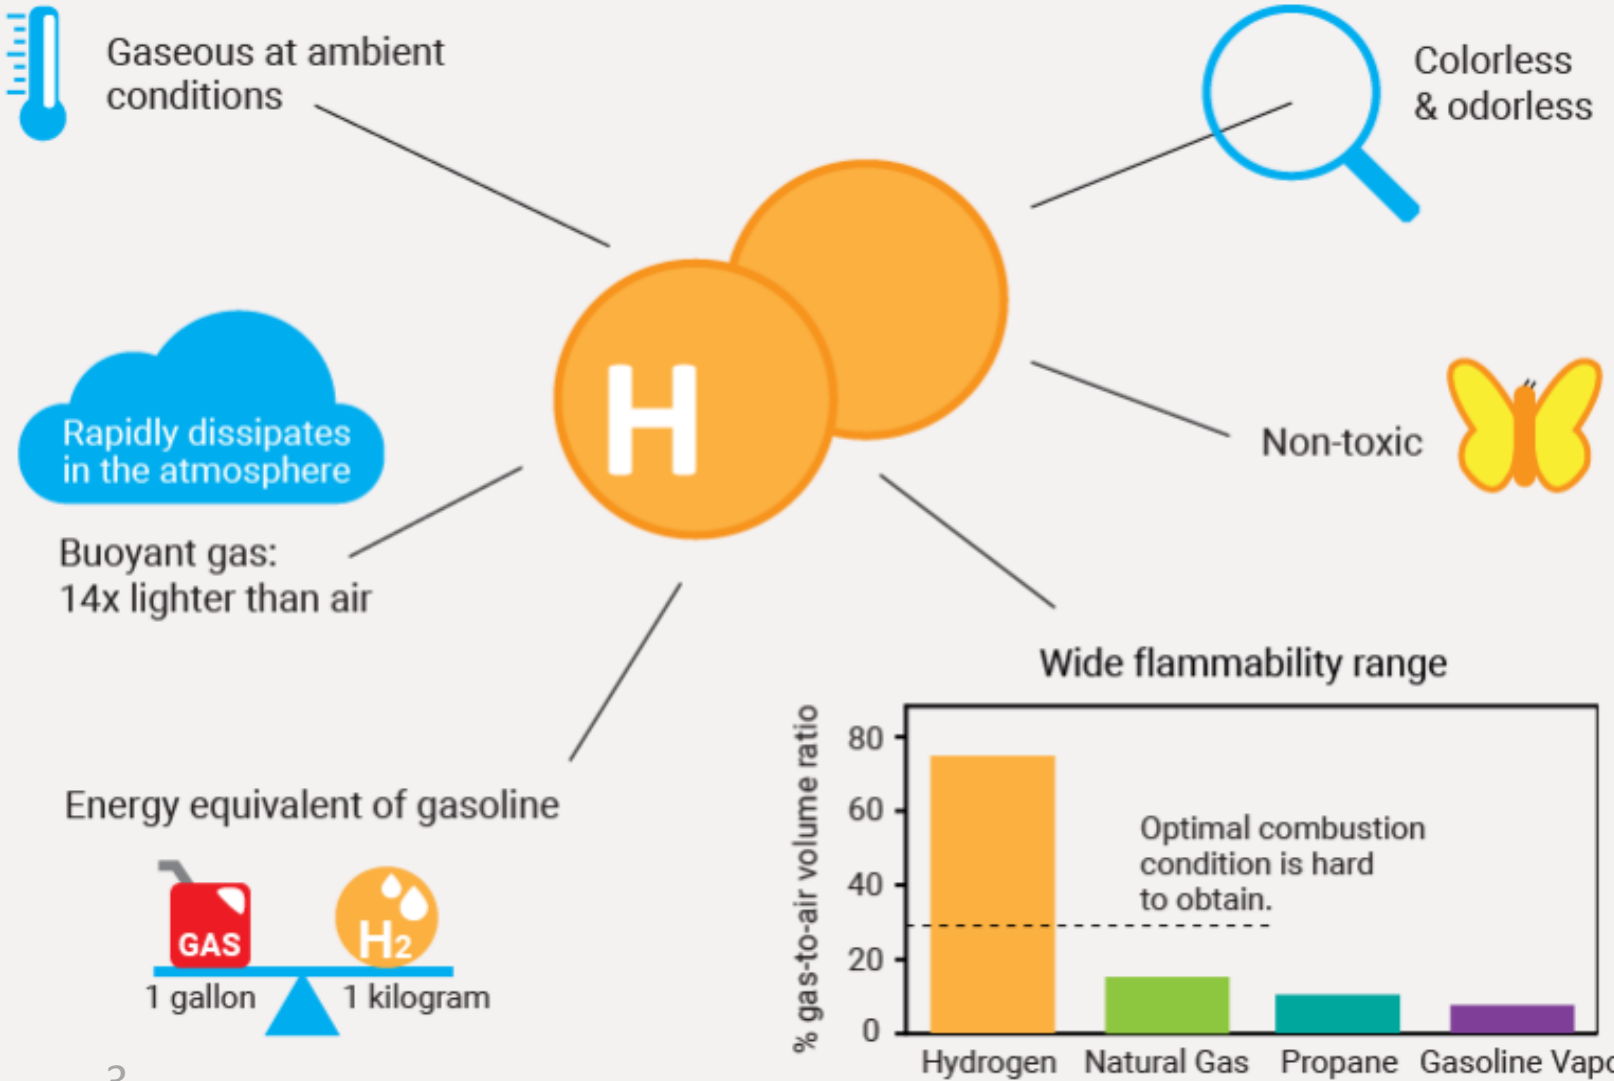 Gaseous at ambient
conditions
Colorless
& odorless
H
Rapidly dissipates
in the atmosphere
Buoyant gas:
14x lighter than air
Non-toxic
Energy equivalent of gasoline
GAS
H2
1 gallon
1 kilogram
Wide flammability range
% gas-to-air volume ratio
80
60
40
20
0
Optimal combustion
condition is hard
to obtain.
Hydrogen
Natural Gas
Propane
Gasoline Vapo